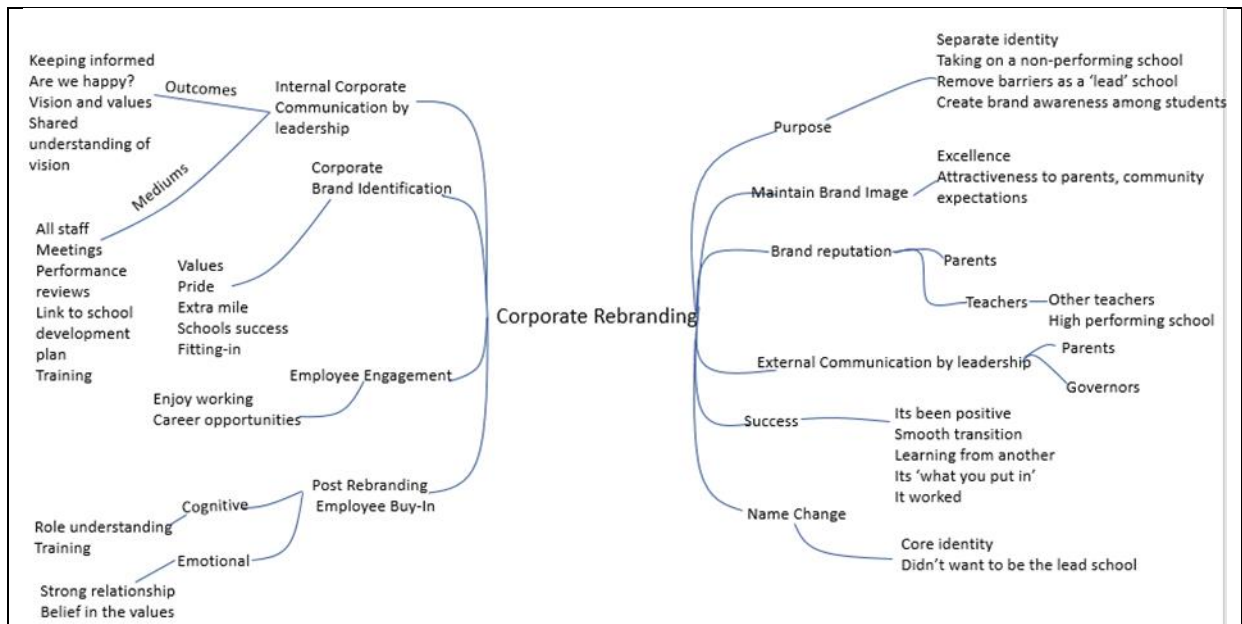 Keeping informed
Are we happy?
Vision and values
Shared
understanding of
vision
Outcomes
Internal Corporate
Communication by
leadership
Mediums
All staff
Meetings
Performance
reviews
Link to school
development
plan
Training
Corporate
Brand Identification
Values
Pride
Extra mile
Schools success
Fitting-in
Employee Engagement
Enjoy working
Career opportunities
Post Rebranding
Employee Buy-In
Cognitive
Role understanding
Training
Emotional
Strong relationship
Belief in the values
Corporate Rebranding
Purpose
Separate identity
Taking on a non-performing school
Remove barriers as a ‘lead’ school
Create brand awareness among students
Maintain Brand Image
Excellence
Attractiveness to parents, community
expectations
Brand reputation
Parents
Teachers
Other teachers
High performing school
External Communication by leadership
Parents
Governors
Success
Its been positive
Smooth transition
Learning from another
Its ‘what you put in’
It worked
Name Change
Core identity
Didn’t want to be the lead school